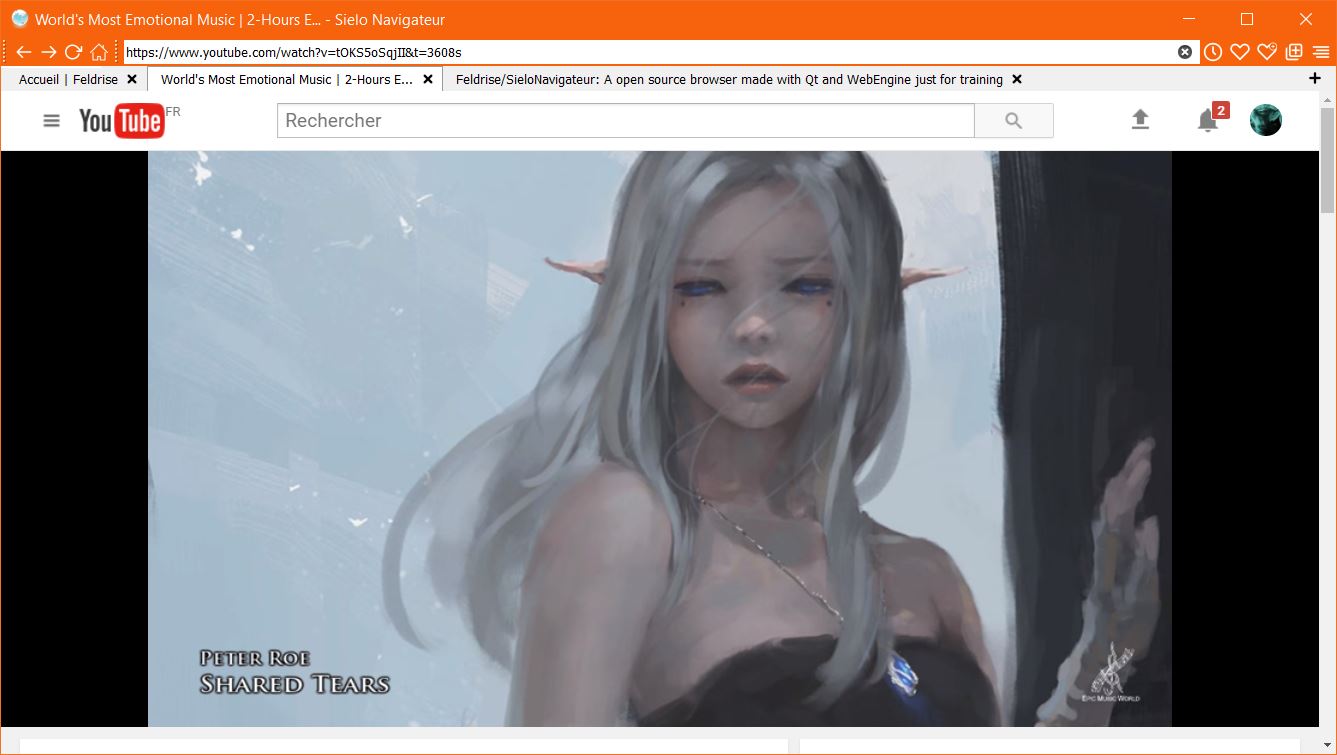 World's Most Emotional Music | 2-Hours E... - Sielo Navigateur
https://www.youtube.com/watch?v=tOKS5oSqjII&t=3608s
Accueil | Feldrise World's Most Emotional Music | 2-Hours E... Feldrise/SieloNavigateur: A open source browser made with Qt and WebEngine just for training
YouTube FR Rechercher 2
PETER ROE
SHARED TEARS
EPIC MUSIC WORLD